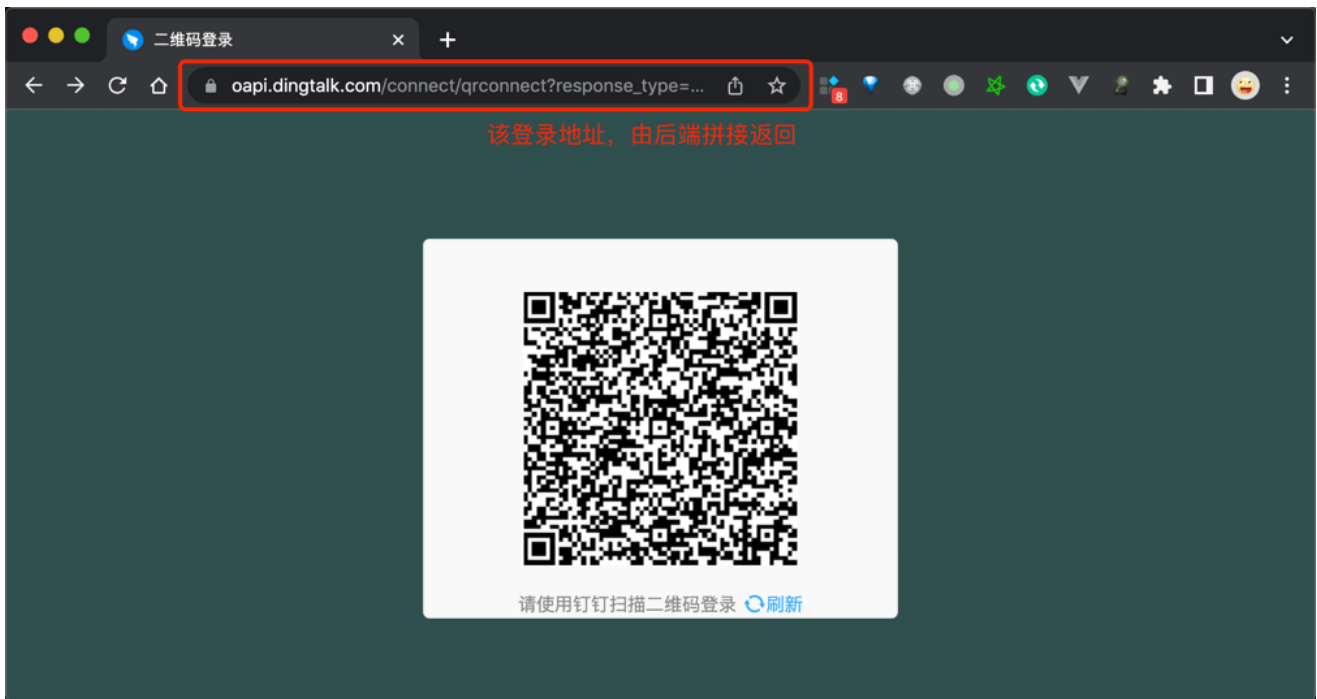 二维码登录
oapi.dingtalk.com/connect/qrconnect?response_type=...
8
该登录地址，由后端拼接返回
请使用钉钉扫描二维码登录 刷新